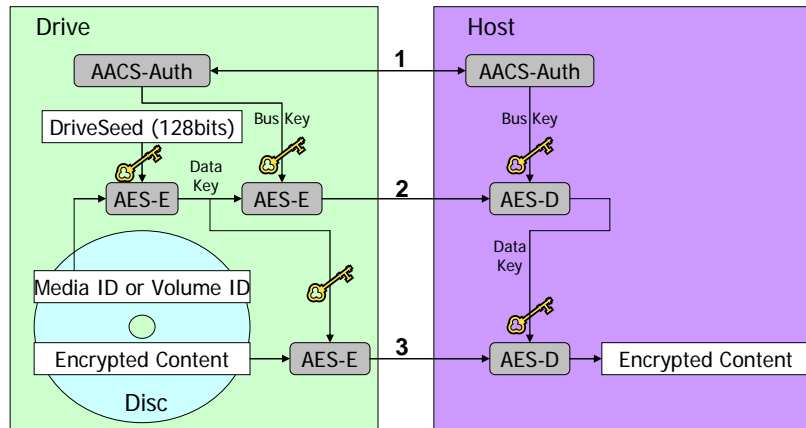 Drive
Host
1
AACS-Auth
AACS-Auth
DriveSeed (128bits)
Bus Key
Bus Key
Data
Key
2
AES-E
AES-E
AES-D
Data
Key
Media ID or Volume ID
3
Encrypted Content
AES-E
AES-D
Encrypted Content
Disc